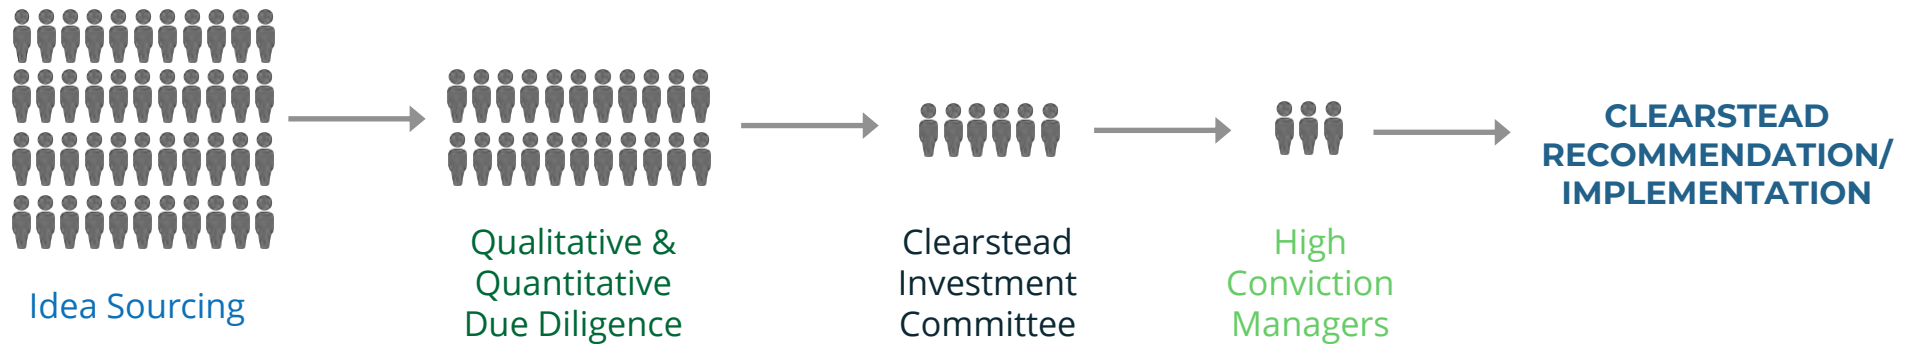 Idea Sourcing
Qualitative &
Quantitative
Due Diligence
Clearstead
Investment
Committee
High
Conviction
Managers
CLEARSTEAD
RECOMMENDATION/
IMPLEMENTATION